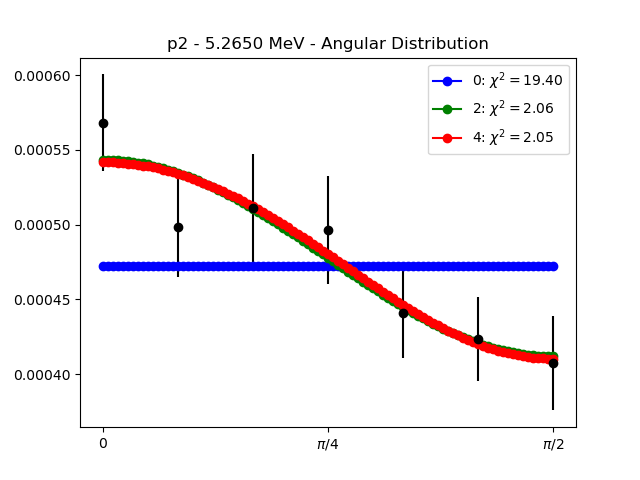 p2 - 5.2650 MeV - Angular Distribution
0.00060
0.00055
0.00050
0.00045
0.00040
0: χ² = 19.40
2: χ² = 2.06
4: χ² = 2.05
0
π/4
π/2